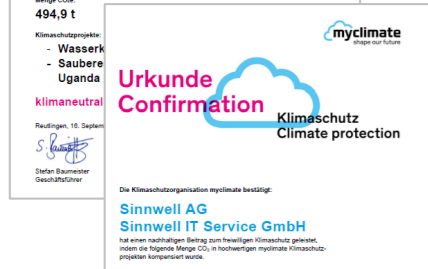 Menge CO2e:
494,9 t
Klimaschutzprojekte:
- Wasserk
- Saubere
Uganda
klimaneutral
Reutlingen, 16. Septem
Stefan Baumeister
Geschäftsführer
myclimate
shape our future
Urkunde
Confirmation
Klimaschutz
Climate protection
Die Klimaschutzorganisation myclimate bestätigt:
Sinnwell AG
Sinnwell IT Service GmbH
hat einen nachhaltigen Beitrag zum freiwilligen Klimaschutz geleistet,
indem die folgende Menge CO₂ in hochwertigen myclimate Klimaschutz-
projekten kompensiert wurde.